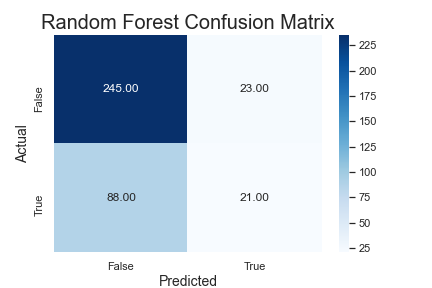 Random Forest Confusion Matrix
Actual
False
True
245.00
23.00
88.00
21.00
False
True
Predicted
225
200
175
150
125
100
75
50
25